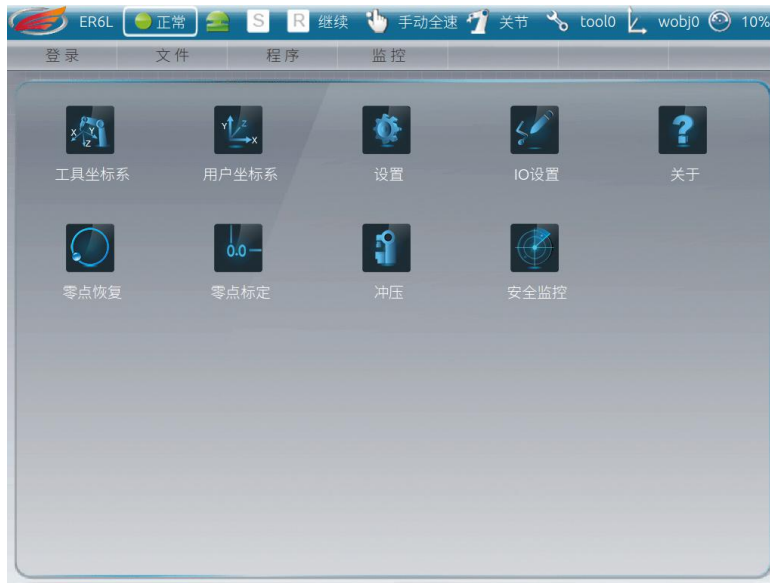 ER6L 正常 S R 继续 手动全速 关节 tool0 wobj0 10%
登录 文件 程序 监控
X Y Z Y Z X 0.0 ?
工具坐标系 用户坐标系 设置 IO设置 关于
零点恢复 零点标定 冲压 安全监控